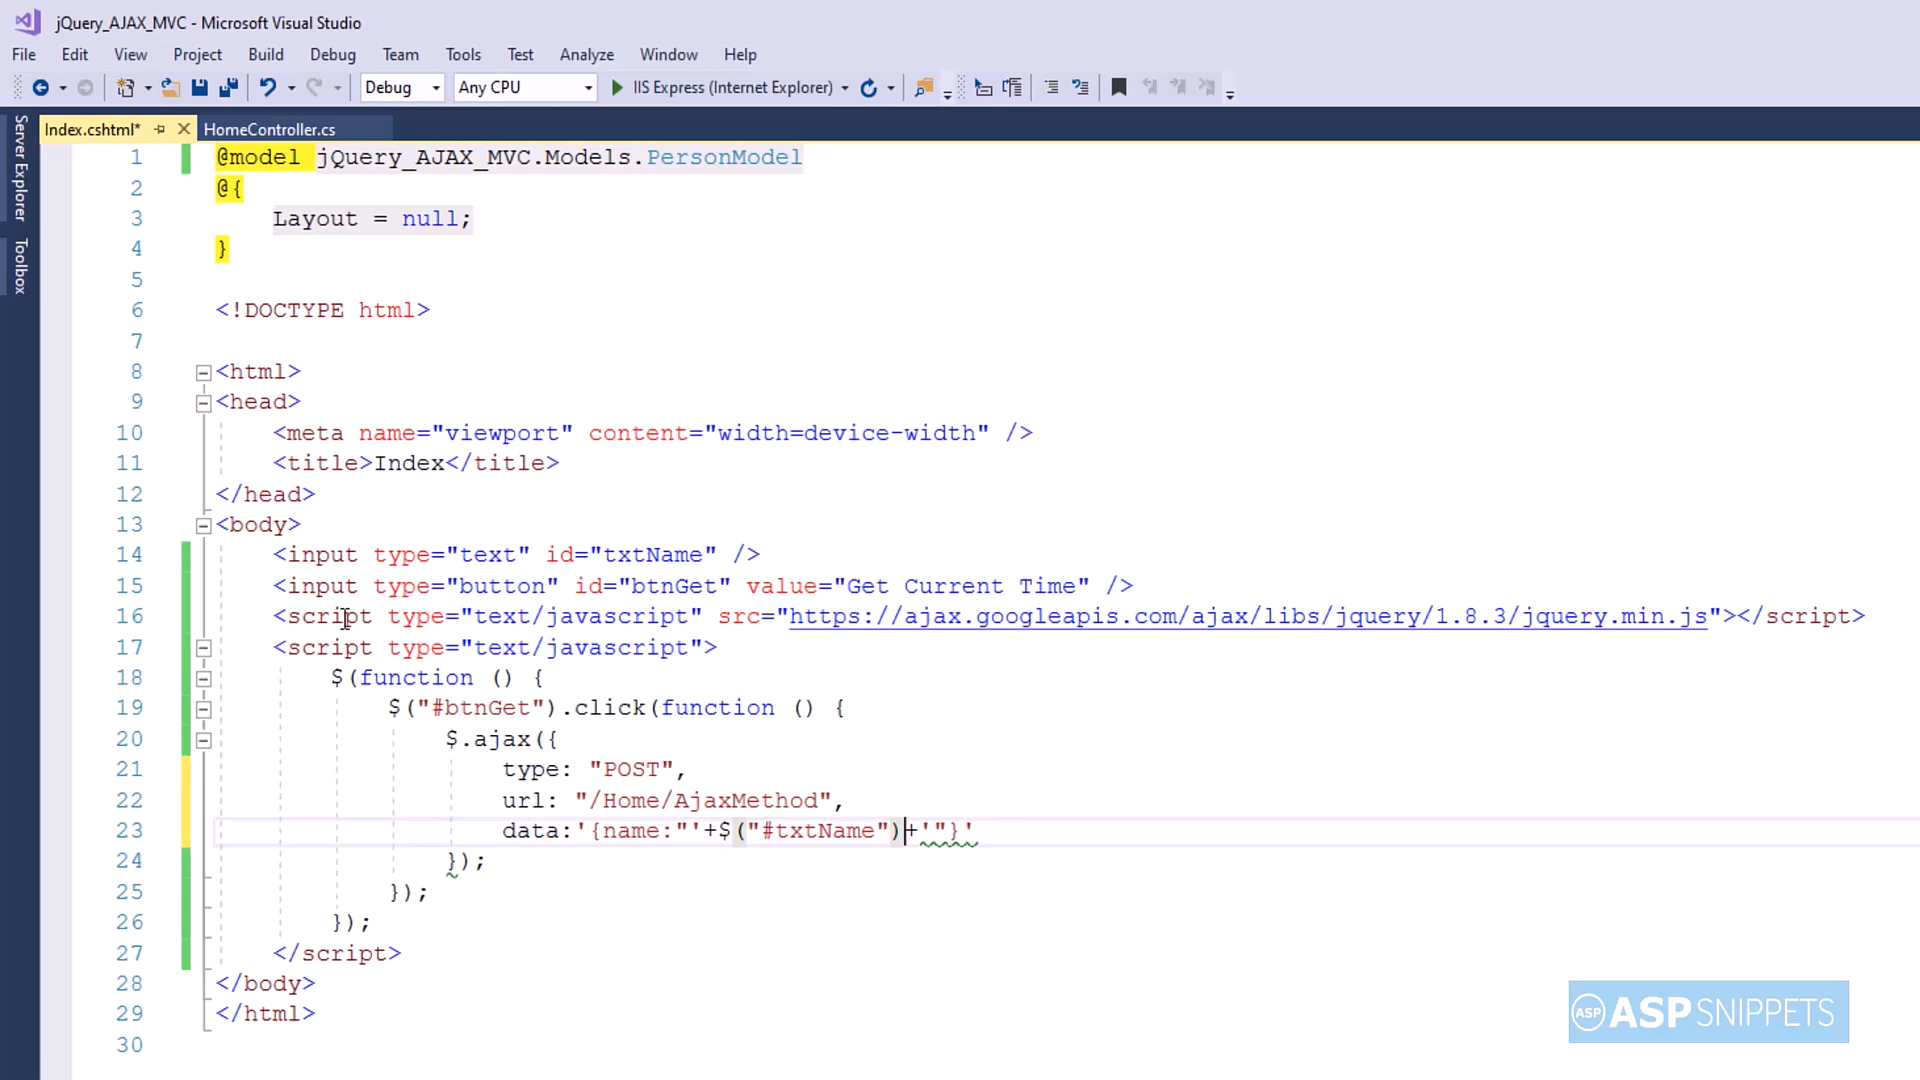 jQuery_AJAX_MVC - Microsoft Visual Studio
File Edit View Project Build Debug Team Tools Test Analyze Window Help
Debug Any CPU IIS Express (Internet Explorer)
Server Explorer
Toolbox
Index.cshtml* HomeController.cs
1 @model jQuery_AJAX_MVC.Models.PersonModel
2 @{
3 Layout = null;
4 }
5
6 <!DOCTYPE html>
7
8 <html>
9 <head>
10 <meta name="viewport" content="width=device-width" />
11 <title>Index</title>
12 </head>
13 <body>
14 <input type="text" id="txtName" />
15 <input type="button" id="btnGet" value="Get Current Time" />
16 <script type="text/javascript" src="https://ajax.googleapis.com/ajax/libs/jquery/1.8.3/jquery.min.js"></script>
17 <script type="text/javascript">
18 $(function () {
19 $("#btnGet").click(function () {
20 $.ajax({
21 type: "POST",
22 url: "/Home/AjaxMethod",
23 data:'{name:"'+$("#txtName")+'"}'
24 });
25 });
26 });
27 </script>
28 </body>
29 </html>
30
ASP ASPSNIPPETS